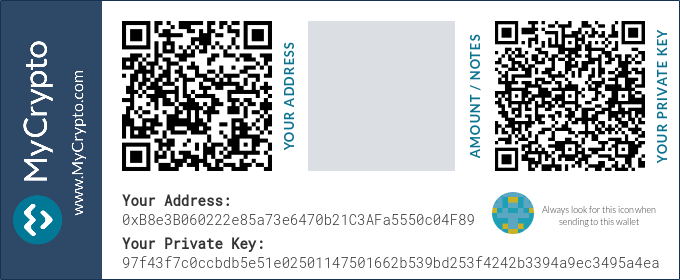 MyCrypto
www.MyCrypto.com
YOUR ADDRESS
AMOUNT / NOTES
YOUR PRIVATE KEY
Your Address:
0xB8e3B060222e85a73e6470b21C3AFa5550c04F89
Always look for this icon when
sending to this wallet
Your Private Key:
97f43f7c0ccbdb5e51e02501147501662b539bd253f4242b3394a9ec3495a4ea